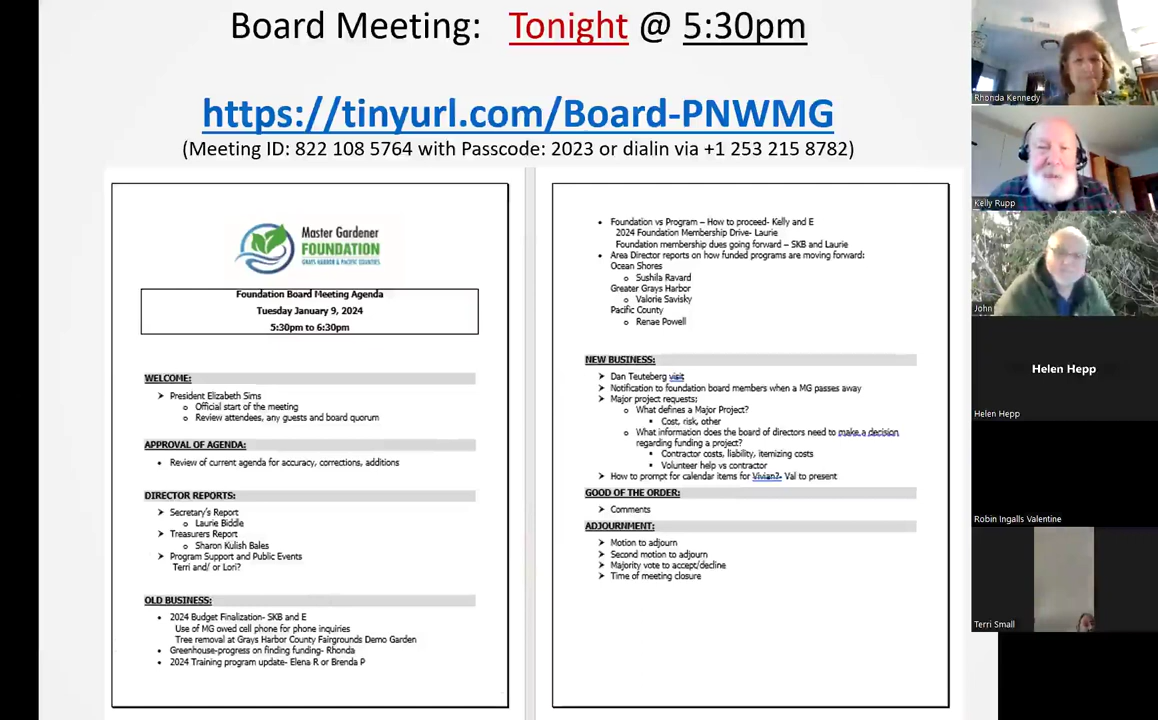 Board Meeting: Tonight @ 5:30pm
https://tinyurl.com/Board-PNWMG
(Meeting ID: 822 108 5764 with Passcode: 2023 or dialin via +1 253 215 8782)
Master Gardener
FOUNDATION
GRAYS HARBOR & PACIFIC COUNTIES
Foundation Board Meeting Agenda
Tuesday January 9, 2024
5:30pm to 6:30pm
WELCOME:
➤ President Elizabeth Sims
o Official start of the meeting
o Review attendees, any guests and board quorum
APPROVAL OF AGENDA:
• Review of current agenda for accuracy, corrections, additions
DIRECTOR REPORTS:
➤ Secretary's Report
o Laurie Biddle
➤ Treasurers Report
o Sharon Kulish Bales
➤ Program Support and Public Events
Terri and/ or Lori?
OLD BUSINESS:
• 2024 Budget Finalization- SKB and E
Use of MG owed cell phone for phone inquiries
Tree removal at Grays Harbor County Fairgrounds Demo Garden
• Greenhouse-progress on finding funding- Rhonda
• 2024 Training program update- Elena R or Brenda P
• Foundation vs Program – How to proceed- Kelly and E
2024 Foundation Membership Drive- Laurie
Foundation membership dues going forward – SKB and Laurie
• Area Director reports on how funded programs are moving forward:
Ocean Shores
o Sushila Ravard
Greater Grays Harbor
o Valorie Savisky
Pacific County
o Renae Powell
NEW BUSINESS:
➤ Dan Teuteberg visit
➤ Notification to foundation board members when a MG passes away
➤ Major project requests;
o What defines a Major Project?
▪ Cost, risk, other
o What information does the board of directors need to make a decision
regarding funding a project?
▪ Contractor costs, liability, itemizing costs
▪ Volunteer help vs contractor
➤ How to prompt for calendar items for Vivian?- Val to present
GOOD OF THE ORDER:
➤ Comments
ADJOURNMENT:
➤ Motion to adjourn
➤ Second motion to adjourn
➤ Majority vote to accept/decline
➤ Time of meeting closure
Rhonda Kennedy
Kelly Rupp
John
Helen Hepp
Helen Hepp
Robin Ingalls Valentine
Terri Small